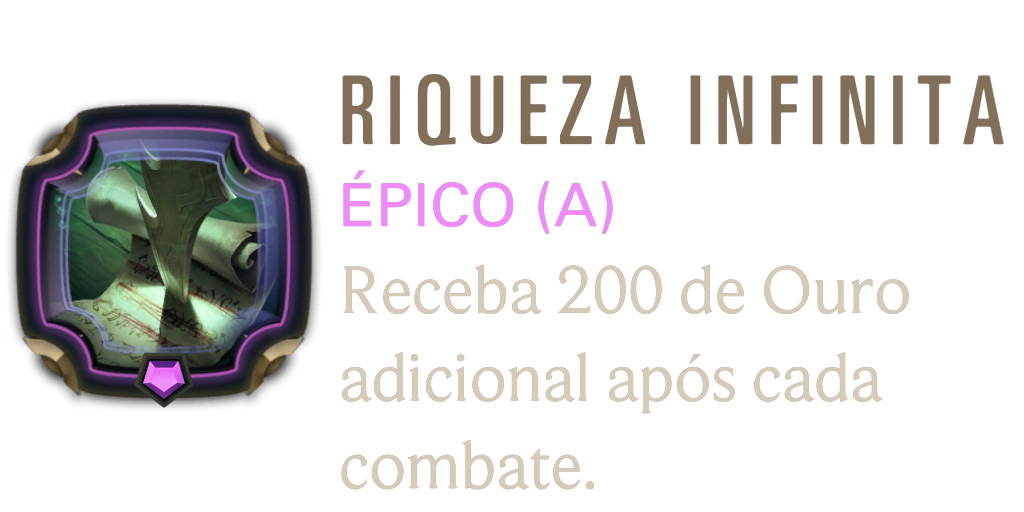 RIQUEZA INFINITA
ÉPICO (A)
Receba 200 de Ouro
adicional após cada
combate.